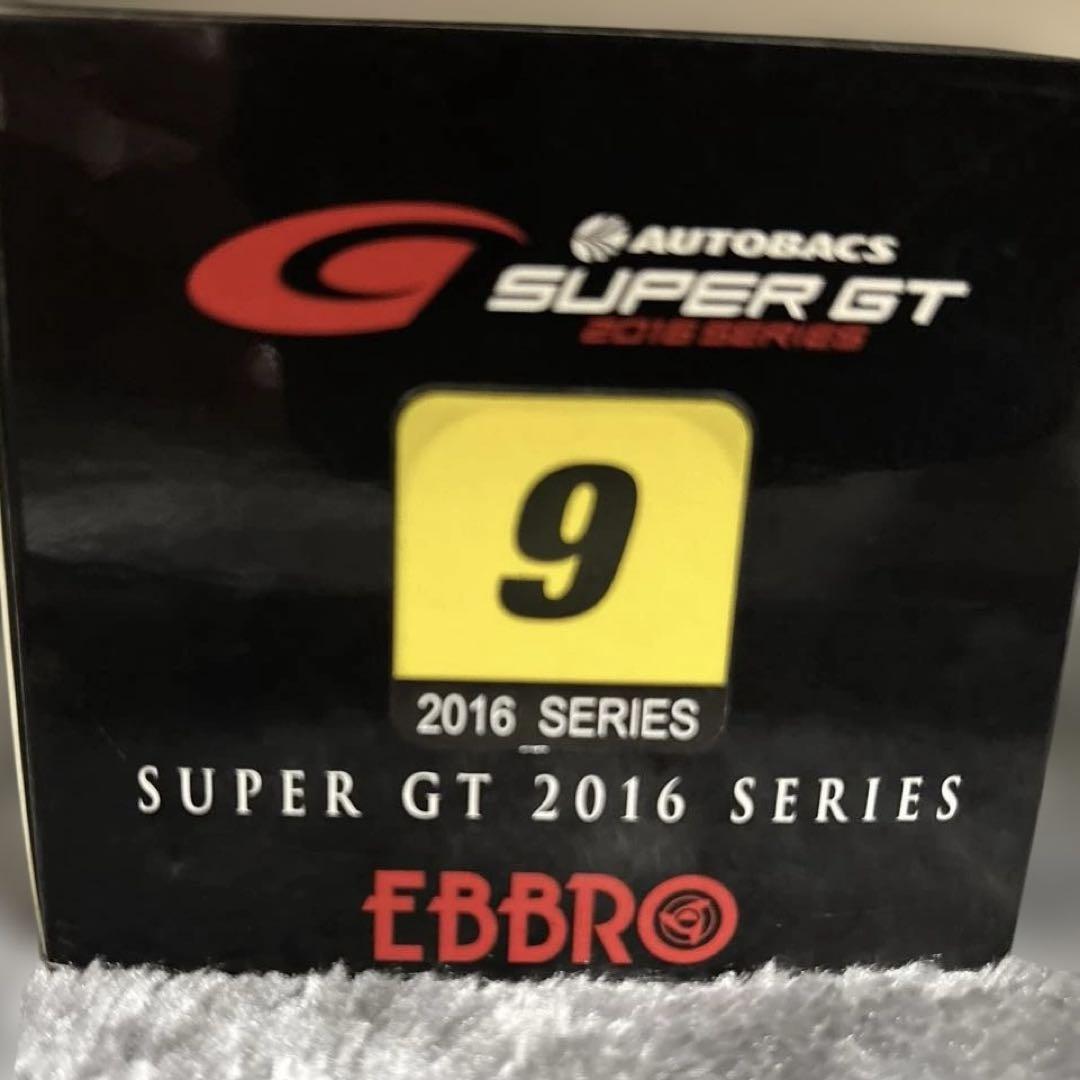 AUTOBACS
SUPER GT
2016 SERIES
9
2016 SERIES
SUPER GT 2016 SERIES
EBBRO